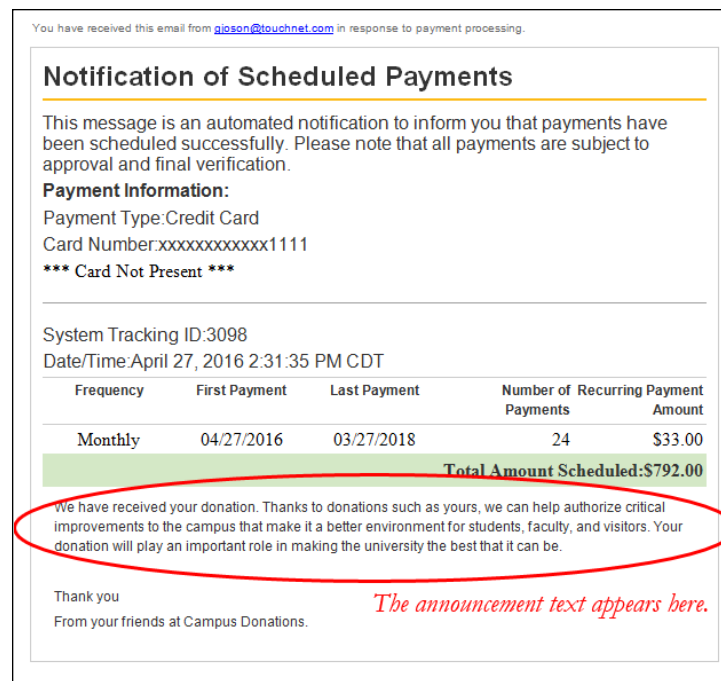 You have received this email from gjoson@touchnet.com in response to payment processing.
Notification of Scheduled Payments
This message is an automated notification to inform you that payments have
been scheduled successfully. Please note that all payments are subject to
approval and final verification.
Payment Information:
Payment Type:Credit Card
Card Number:xxxxxxxxxxxx1111
*** Card Not Present ***
System Tracking ID:3098
Date/Time:April 27, 2016 2:31:35 PM CDT
Frequency First Payment Last Payment Number of Recurring Payment
Payments Amount
Monthly 04/27/2016 03/27/2018 24 $33.00
Total Amount Scheduled:$792.00
We have received your donation. Thanks to donations such as yours, we can help authorize critical
improvements to the campus that make it a better environment for students, faculty, and visitors. Your
donation will play an important role in making the university the best that it can be.
Thank you
The announcement text appears here.
From your friends at Campus Donations.